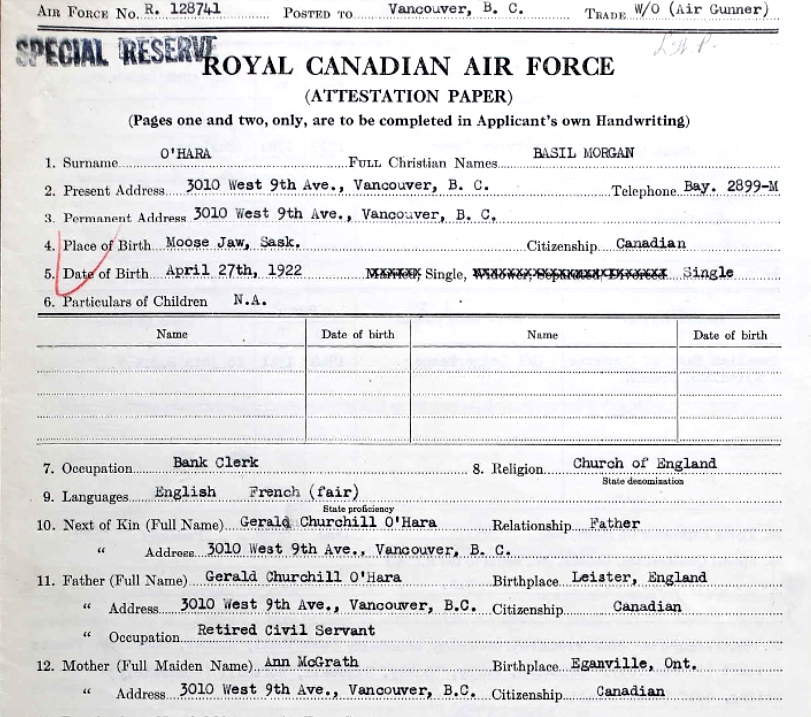 AIR FORCE NO. R. 128741 POSTED TO Vancouver, B. C. TRADE W/O (Air Gunner)
SPECIAL RESERVE
ROYAL CANADIAN AIR FORCE
(ATTESTATION PAPER)
(Pages one and two, only, are to be completed in Applicant's own Handwriting)
1. Surname O'HARA FULL Christian Names BASIL MORGAN
2. Present Address 3010 West 9th Ave., Vancouver, B. C. Telephone Bay. 2899-M
3. Permanent Address 3010 West 9th Ave., Vancouver, B. C.
4. Place of Birth Moose Jaw, Sask. Citizenship Canadian
5. Date of Birth April 27th, 1922 Married, Single, Widower, Separated, Divorced Single
6. Particulars of Children N.A.
Name Date of birth Name Date of birth
7. Occupation Bank Clerk 8. Religion Church of England
State denomination
9. Languages English French (fair)
State proficiency
10. Next of Kin (Full Name) Gerald Churchill O'Hara Relationship Father
" Address 3010 West 9th Ave., Vancouver, B. C.
11. Father (Full Name) Gerald Churchill O'Hara Birthplace Leister, England
" Address 3010 West 9th Ave., Vancouver, B.C. Citizenship Canadian
" Occupation Retired Civil Servant
12. Mother (Full Maiden Name) Ann McGrath Birthplace Eganville, Ont.
" Address 3010 West 9th Ave., Vancouver, B.C. Citizenship Canadian